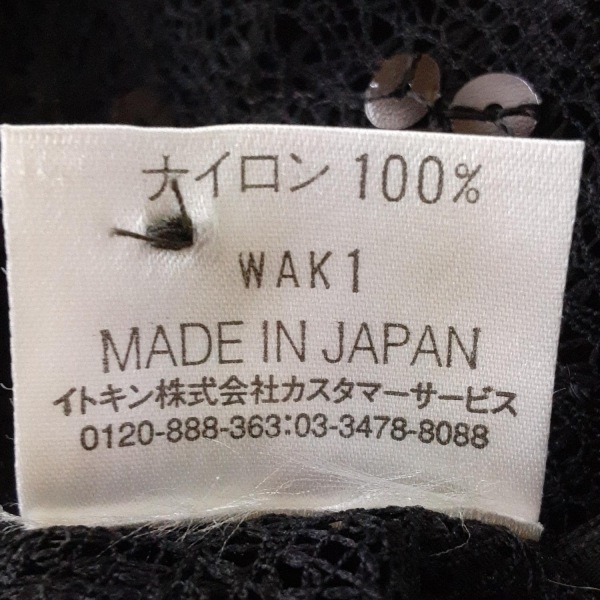 ナイロン 100%
WAK1
MADE IN JAPAN
イトキン株式会社カスタマーサービス
0120-888-363:03-3478-8088